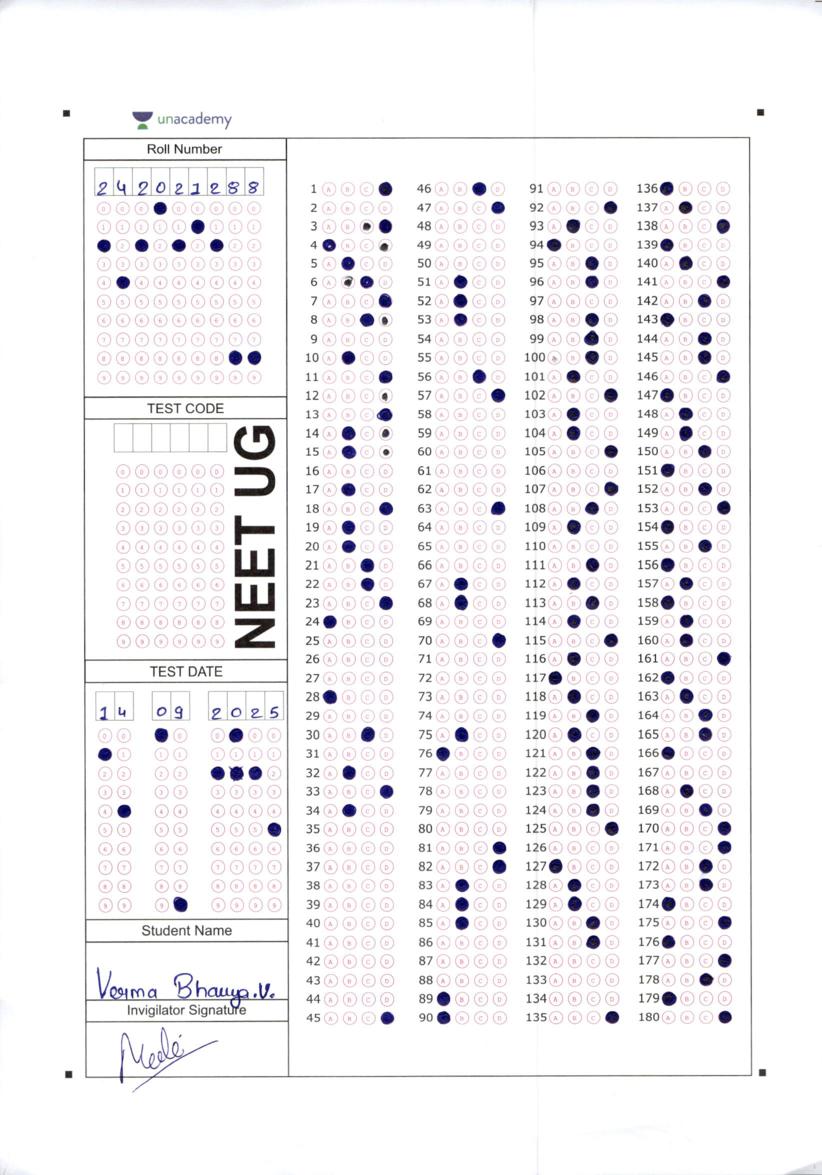 unacademy
Roll Number
2 4 2 0 2 1 2 8 8
TEST CODE
NEET UG
TEST DATE
1 4 0 9 2 0 2 5
Student Name
Verma Bhavya.V.
Invigilator Signature
1 A B C
2 A B C D
3 A B
4 B C
5 A C D
6 A D
7 A B C
8 A B
9 A B C D
10 A C D
11 A B C
12 A B C
13 A B C
14 A C
15 A C
16 A B C D
17 A C D
18 A B C
19 A C D
20 A C D
21 A B D
22 A B D
23 A B C
24 B C D
25 A B C D
26 A B C D
27 A B C D
28 B C D
29 A B C D
30 A B D
31 A B C D
32 A C D
33 A B C
34 A C D
35 A B C D
36 A B C D
37 A B C D
38 A B C D
39 A B C D
40 A B C D
41 A B C D
42 A B C D
43 A B C D
44 A B C D
45 A B C
46 A B D
47 A B C
48 A B C D
49 A B C D
50 A B C D
51 A C D
52 A C D
53 A C D
54 A B C D
55 A B C D
56 A B D
57 A B C
58 A B C D
59 A B C D
60 A B C D
61 A B C D
62 A B C D
63 A B C
64 A B C D
65 A B C D
66 A B C D
67 A C D
68 A C D
69 A B C D
70 A B C
71 A B C D
72 A B C D
73 A B C D
74 A B C D
75 A C D
76 B C D
77 A B C D
78 A B C D
79 A B C D
80 A B C D
81 A B C
82 A B C
83 A C D
84 A C D
85 A C D
86 A B C D
87 A B C D
88 A B C D
89 B C D
90 B C D
91 A B C D
92 A B C
93 A C D
94 B C D
95 A B D
96 A B D
97 A B C D
98 A B D
99 A B D
100 A B D
101 A C D
102 A B C
103 A C D
104 A C D
105 A B C
106 A B C D
107 A B C
108 A B D
109 A C D
110 A B C D
111 A B D
112 A C D
113 A B D
114 A C D
115 A B C
116 A C D
117 B C D
118 A C D
119 A B D
120 A C D
121 A B D
122 A B D
123 A B D
124 A B D
125 A B C
126 A B C D
127 B C D
128 A C D
129 A C D
130 A B D
131 A B D
132 A B C D
133 A B C D
134 A B C D
135 A B C
136 B C D
137 A C D
138 A B C
139 B C D
140 A C D
141 A B C
142 A B D
143 B C D
144 A B D
145 A B D
146 A B C
147 B C D
148 A C D
149 A C D
150 A B D
151 B C D
152 A B D
153 A B C
154 B C D
155 A B D
156 B C D
157 A C D
158 B C D
159 A C D
160 A C D
161 A B C
162 B C D
163 A C D
164 A B D
165 A B D
166 B C D
167 A B C D
168 A C D
169 A B D
170 A B C
171 A B C
172 A B D
173 A B D
174 B C D
175 A B C
176 B C D
177 A B C
178 A B D
179 B C D
180 A B C